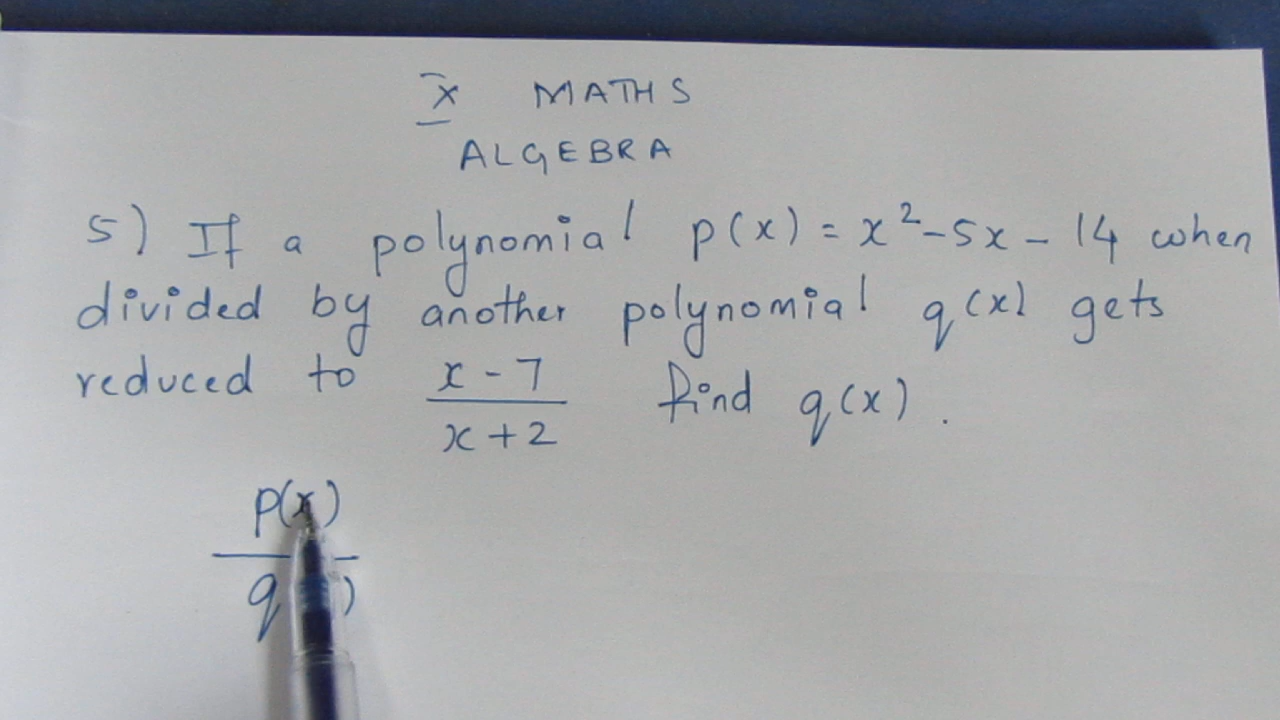 X MATHS
ALGEBRA
5) If a polynomial p(x) = x²-5x-14 when
divided by another polynomial q(x) gets
reduced to x-7/x+2 find q(x).
p(x)
q )